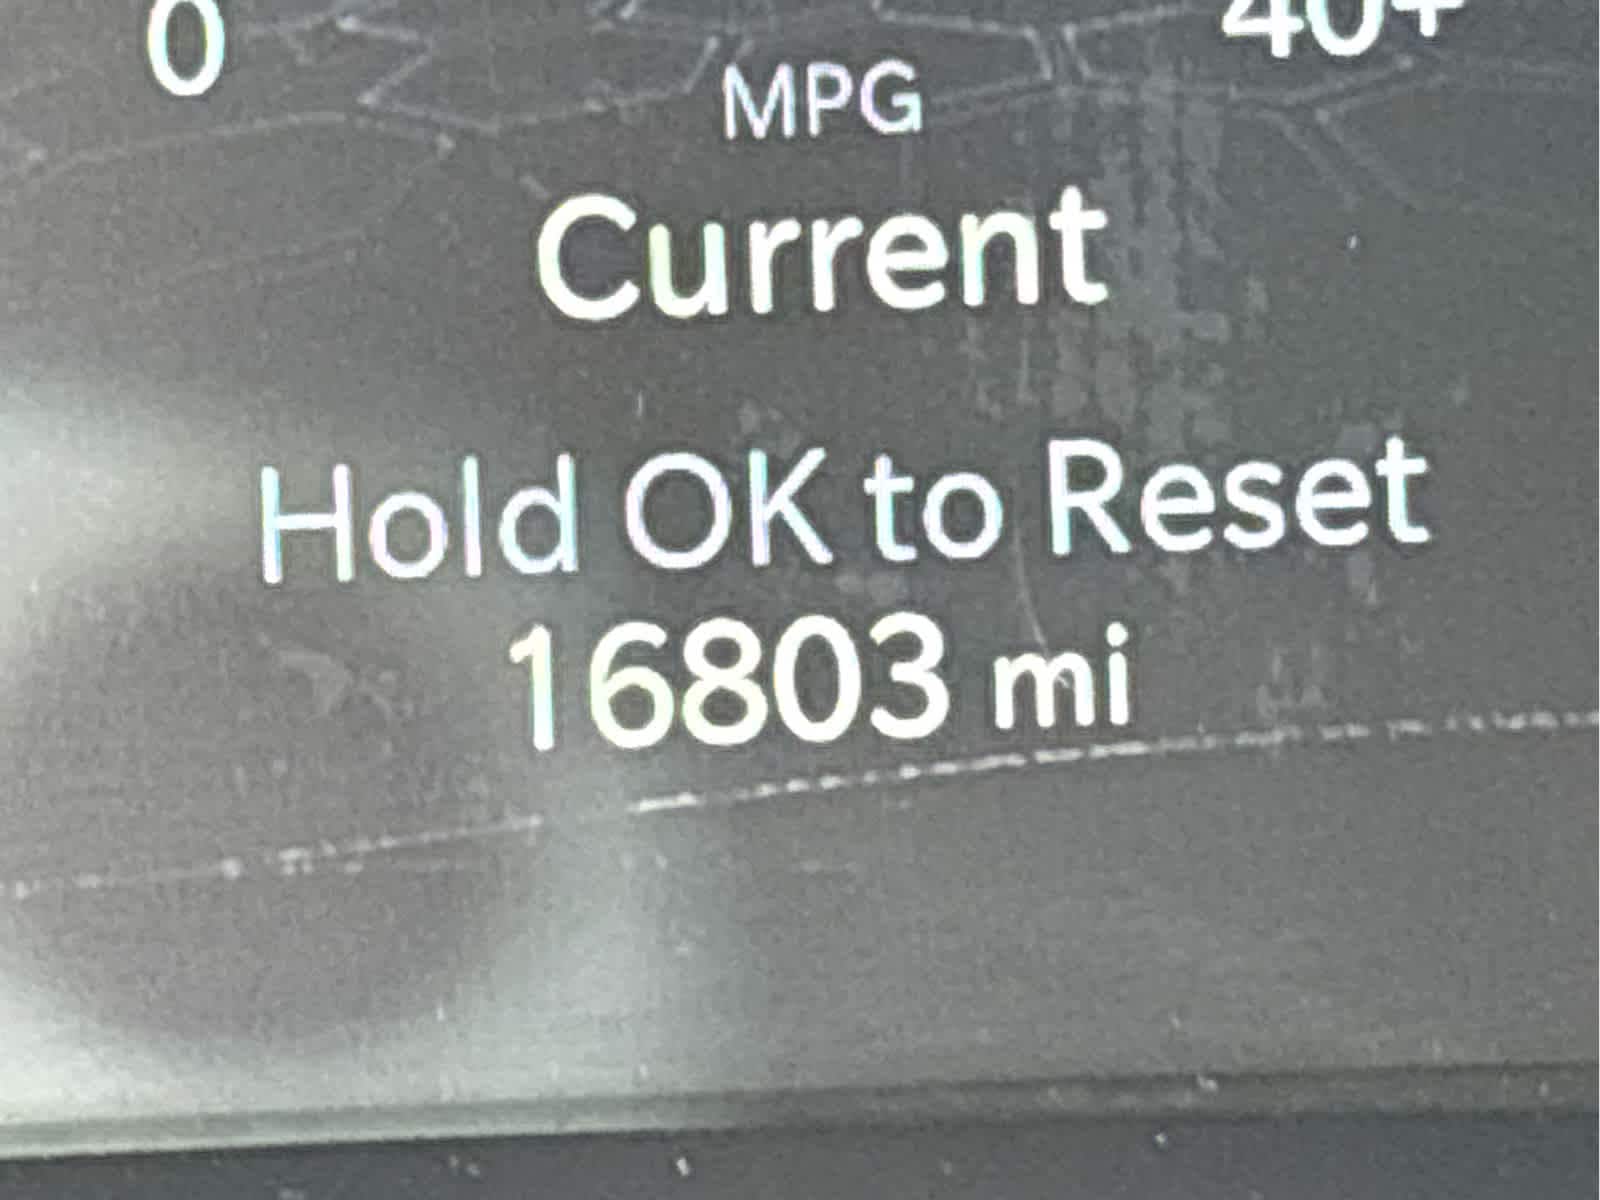 0 40+
MPG
Current
Hold OK to Reset
16803 mi